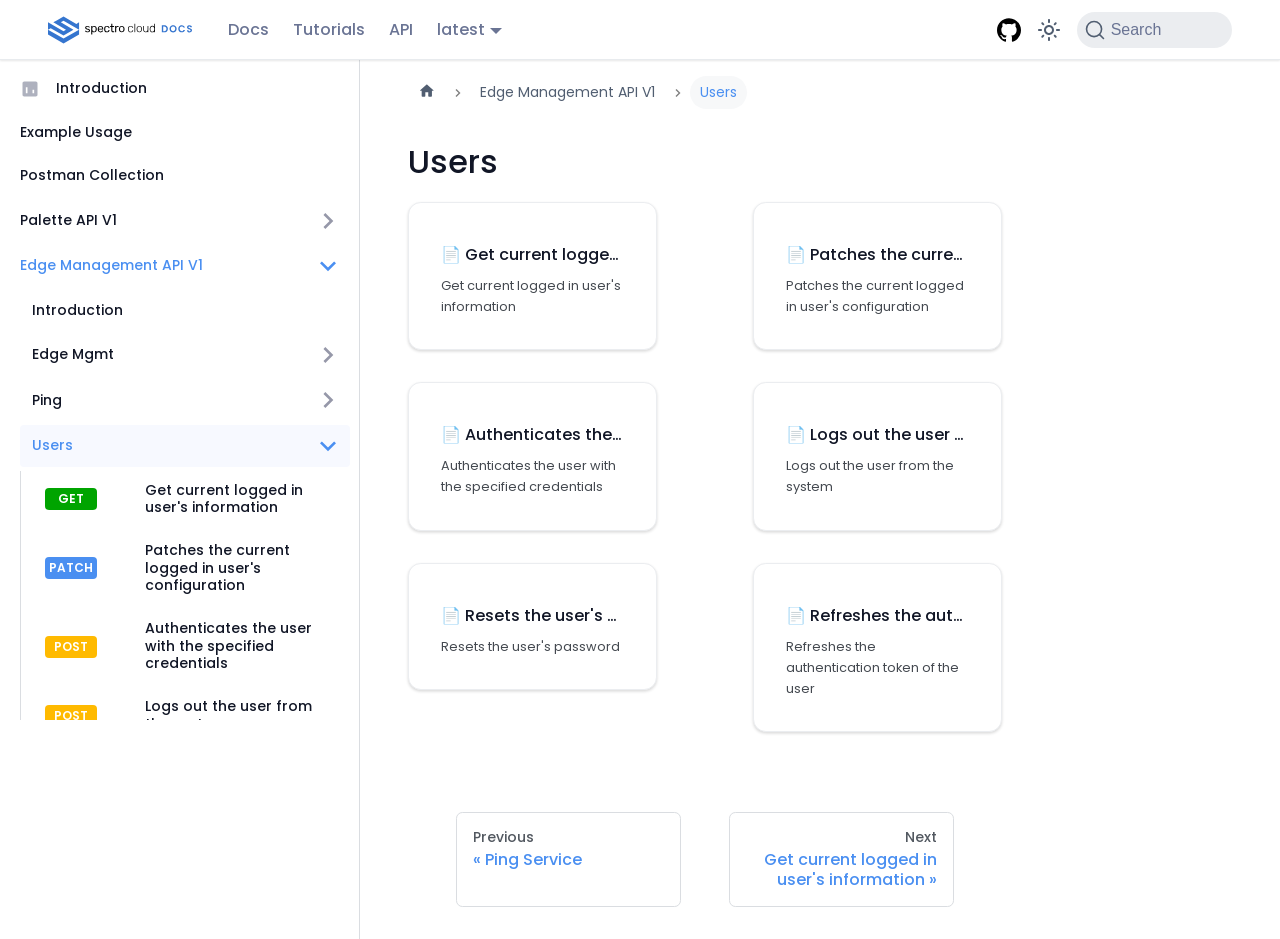 spectro cloud DOCS
Docs
Tutorials
API
latest
Search
Introduction
Example Usage
Postman Collection
Palette API V1
Edge Management API V1
Introduction
Edge Mgmt
Ping
Users
GET
Get current logged in
user's information
PATCH
Patches the current
logged in user's
configuration
POST
Authenticates the user
with the specified
credentials
POST
Logs out the user from
Edge Management API V1
Users
Users
Get current logge...
Get current logged in user's
information
Patches the curre...
Patches the current logged
in user's configuration
Authenticates the...
Authenticates the user with
the specified credentials
Logs out the user ...
Logs out the user from the
system
Resets the user's ...
Resets the user's password
Refreshes the aut...
Refreshes the
authentication token of the
user
Previous
« Ping Service
Next
Get current logged in
user's information »